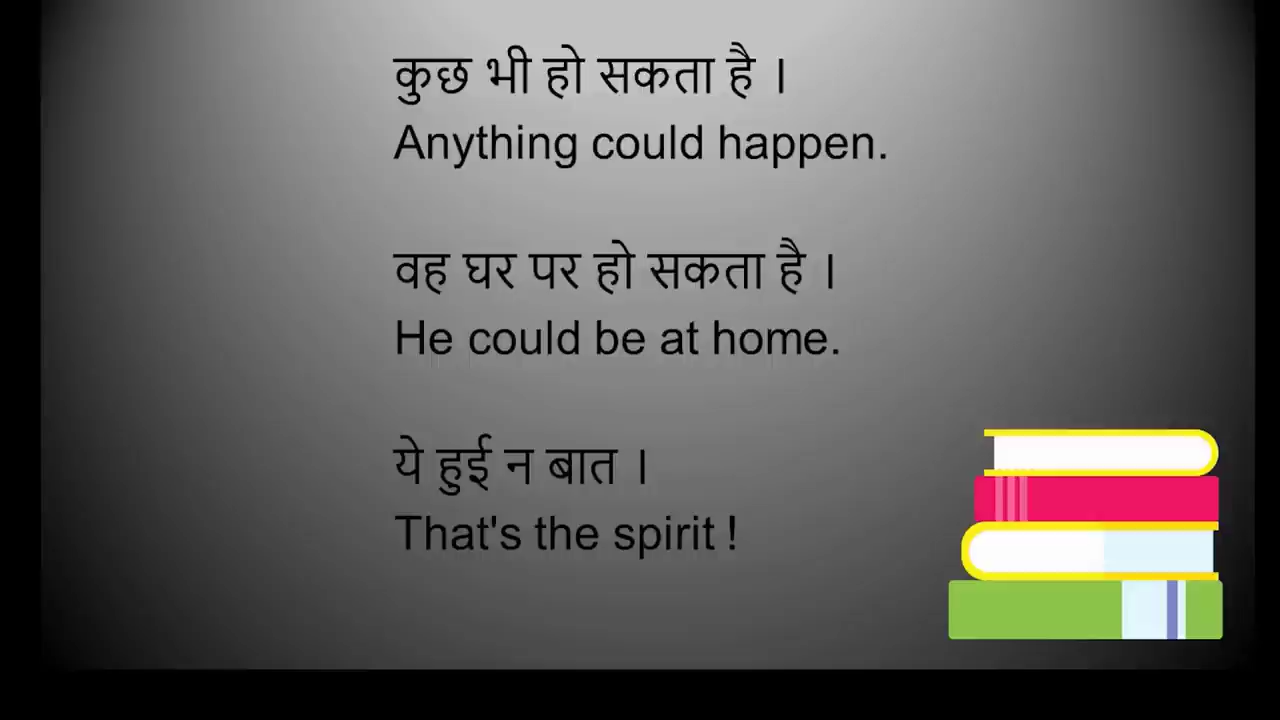 कुछ भी हो सकता है ।
Anything could happen.
वह घर पर हो सकता है ।
He could be at home.
ये हुई न बात ।
That's the spirit !